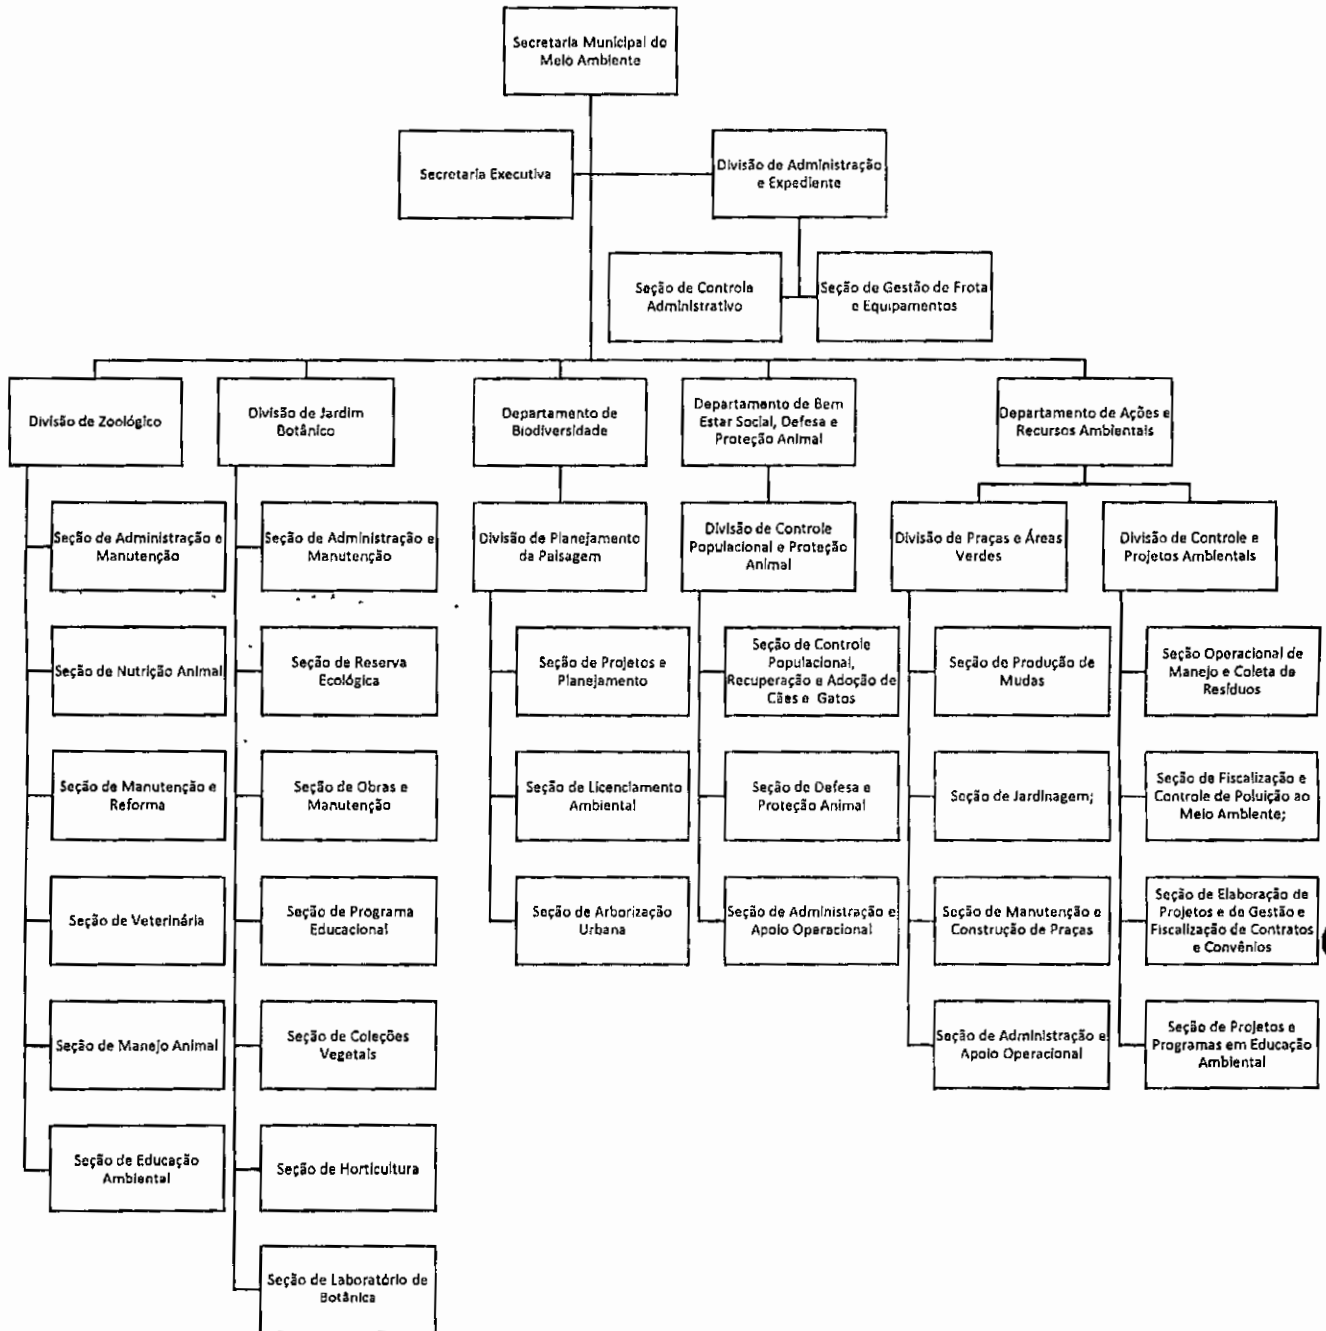 Secretaria Municipal do
Meio Ambiente
Secretaria Executiva
Divisão de Administração
e Expediente
Seção de Controle
Administrativo
Seção de Gestão de Frota
e Equipamentos
Divisão de Zoológico
Divisão de Jardim
Botânico
Departamento de
Biodiversidade
Departamento de Bem
Estar Social, Defesa e
Proteção Animal
Departamento de Ações e
Recursos Ambientais
Seção de Administração e
Manutenção
Seção de Administração e
Manutenção
Divisão de Planejamento
da Paisagem
Divisão de Controle
Populacional e Proteção
Animal
Divisão de Praças e Áreas
Verdes
Divisão de Controle e
Projetos Ambientais
Seção de Nutrição Animal
Seção de Reserva
Ecológica
Seção de Projetos e
Planejamento
Seção de Controle
Populacional,
Recuperação e Adoção de
Cães e Gatos
Seção de Produção de
Mudas
Seção Operacional de
Manejo e Coleta de
Resíduos
Seção de Manutenção e
Reforma
Seção de Obras e
Manutenção
Seção de Licenciamento
Ambiental
Seção de Defesa e
Proteção Animal
Seção de Jardinagem;
Seção de Fiscalização e
Controle de Poluição ao
Meio Ambiente;
Seção de Veterinária
Seção de Programa
Educacional
Seção de Arborização
Urbana
Seção de Administração e
Apoio Operacional
Seção de Manutenção e
Construção de Praças
Seção de Elaboração de
Projetos e de Gestão e
Fiscalização de Contratos
e Convênios
Seção de Manejo Animal
Seção de Coleções
Vegetais
Seção de Administração e
Apoio Operacional
Seção de Projetos e
Programas em Educação
Ambiental
Seção de Educação
Ambiental
Seção de Horticultura
Seção de Laboratório de
Botânica